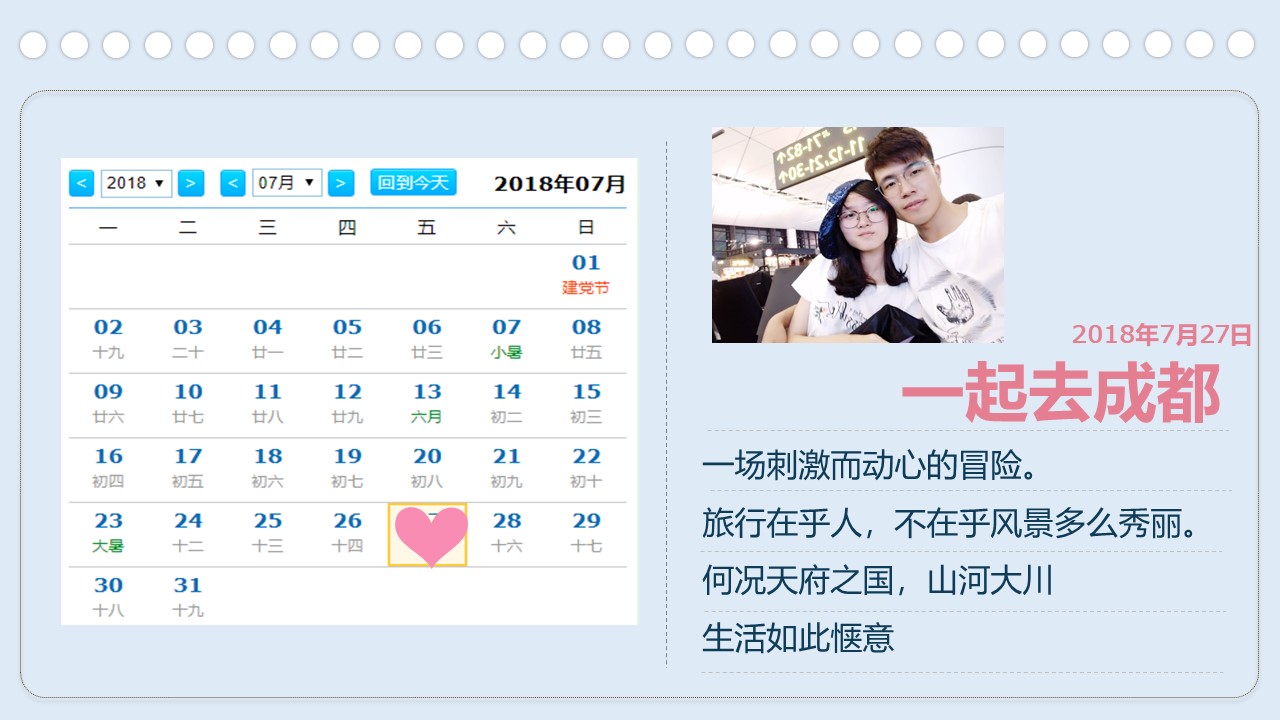 < 2018 ▼ > < 07月 ▼ > 回到今天 2018年07月
一 二 三 四 五 六 日
01
建党节
02 03 04 05 06 07 08
十九 二十 廿一 廿二 廿三 小暑 廿五
09 10 11 12 13 14 15
廿六 廿七 廿八 廿九 六月 初二 初三
16 17 18 19 20 21 22
初四 初五 初六 初七 初八 初九 初十
23 24 25 26 28 29
大暑 十二 十三 十四 十六 十七
30 31
十八 十九
71-82↑
11-12,21-30↑
2018年7月27日
一起去成都
一场刺激而动心的冒险。
旅行在乎人，不在乎风景多么秀丽。
何况天府之国，山河大川
生活如此惬意